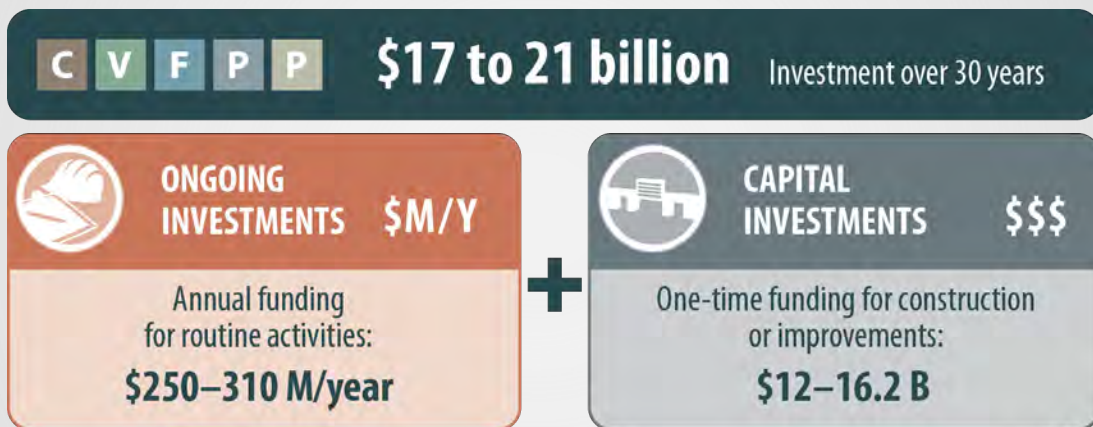 C V F P P $17 to 21 billion Investment over 30 years
ONGOING
INVESTMENTS $M/Y
Annual funding
for routine activities:
$250–310 M/year
+
CAPITAL
INVESTMENTS $$$
One-time funding for construction
or improvements:
$12–16.2 B